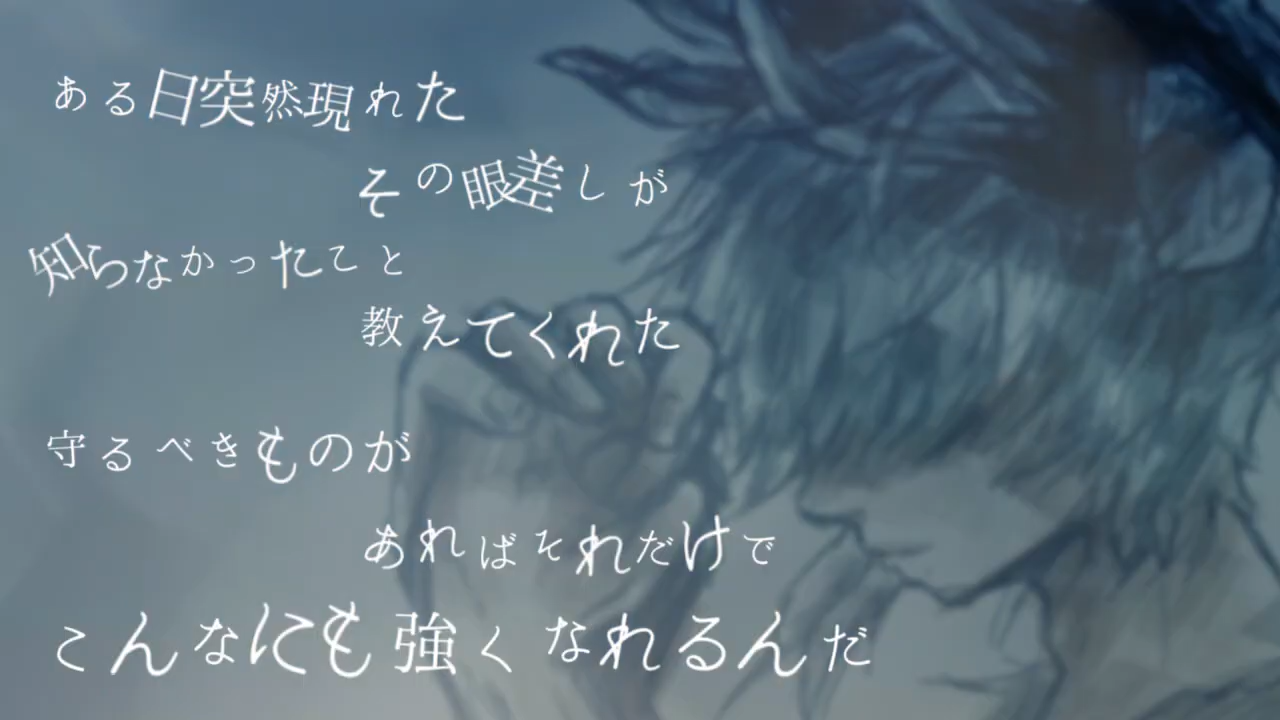 ある日突然現れた
その眼差しが
知らなかったこと
教えてくれた
守るべきものが
あればそれだけで
こんなにも強くなれるんだ